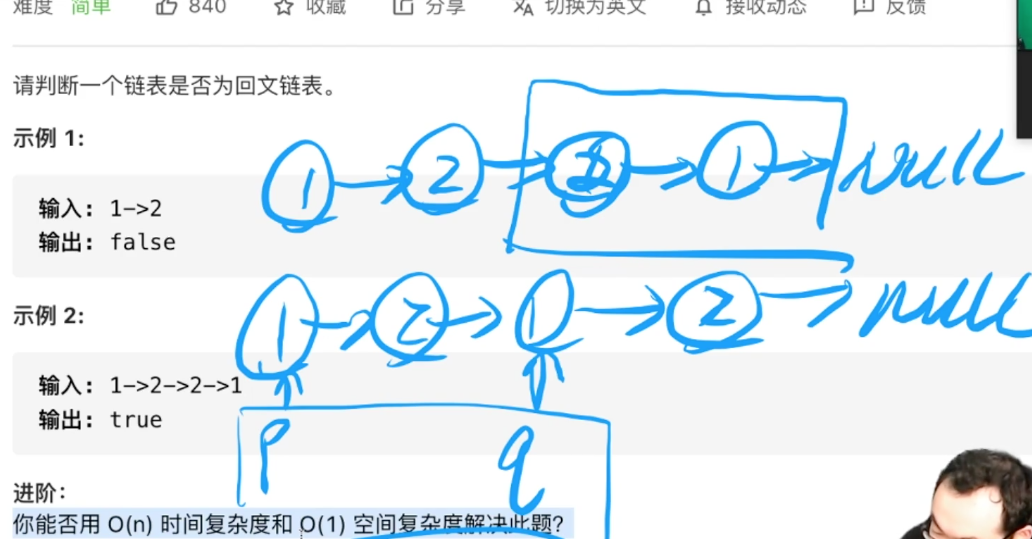 难度 简单 840 收藏 分享 切换为英文 接收动态 反馈
请判断一个链表是否为回文链表。
示例 1:
1 2 2 1 NULL
输入: 1->2
输出: false
1 2 1 2 NULL
示例 2:
输入: 1->2->2->1
输出: true
p q
进阶:
你能否用 O(n) 时间复杂度和 O(1) 空间复杂度解决此题?